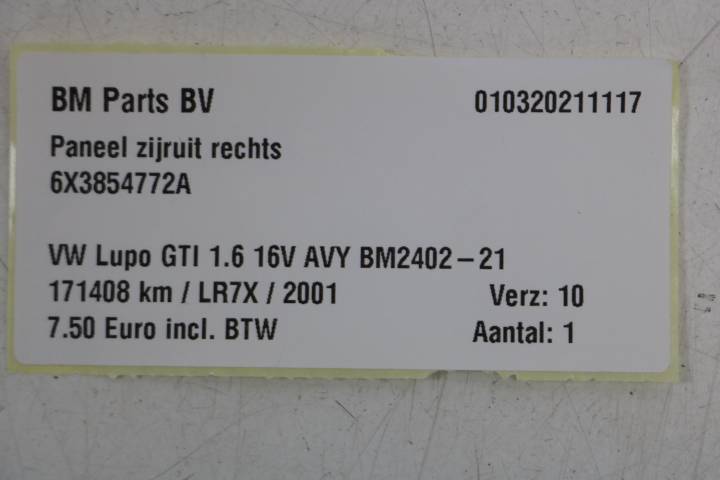 BM Parts BV 010320211117
Paneel zijruit rechts
6X3854772A
VW Lupo GTI 1.6 16V AVY BM2402-21
171408 km / LR7X / 2001 Verz: 10
7.50 Euro incl. BTW Aantal: 1